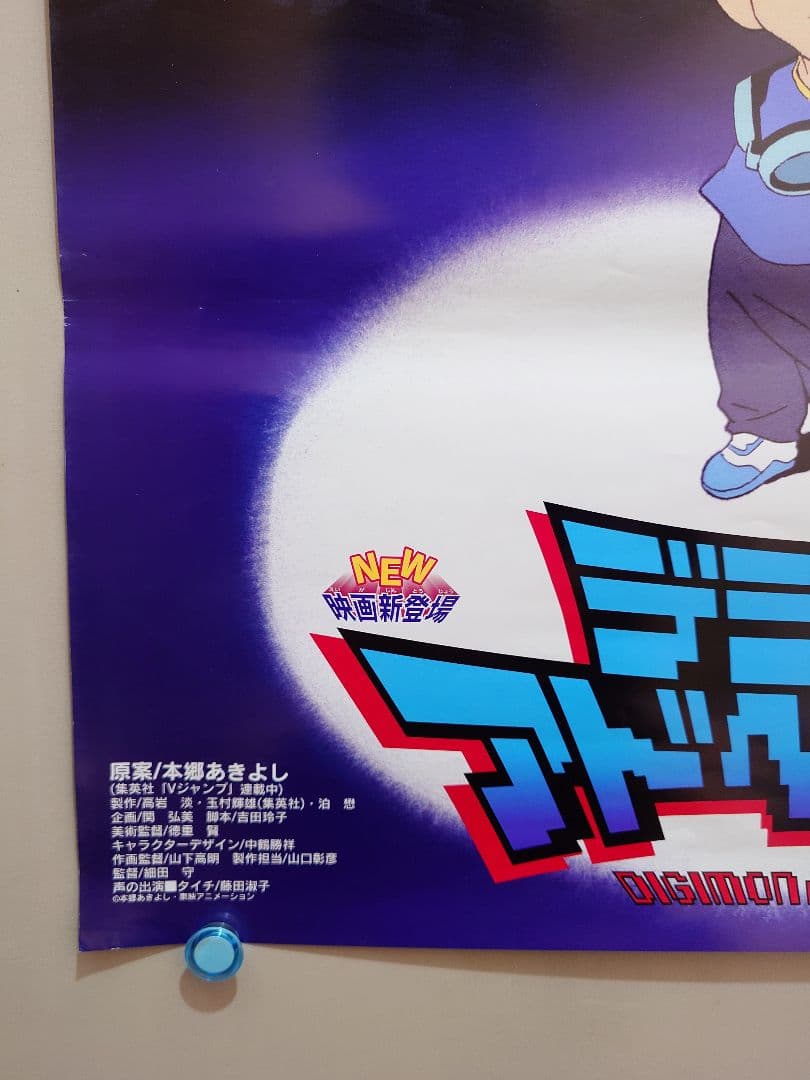 NEW
映画新登場
デジ
アドベ
DIGIMON
原案/本郷あきよし
(集英社「Vジャンプ」連載中)
製作/高岩 淡・玉村輝雄(集英社)・泊 懋
企画/関 弘美 脚本/吉田玲子
美術監督/徳重 賢
キャラクターデザイン/中鶴勝祥
作画監督/山下高明 製作担当/山口彰彦
監督/細田 守
声の出演■タイチ/藤田淑子
©本郷あきよし・東映アニメーション